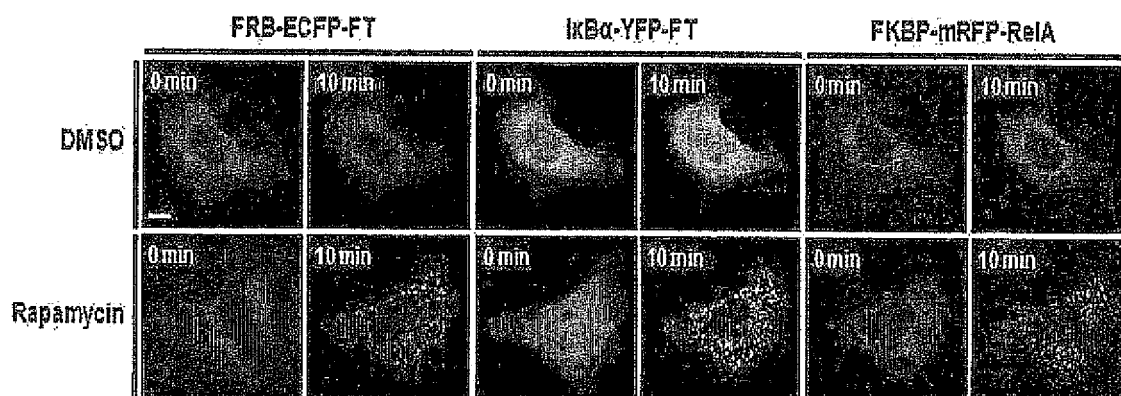 FRB-ECFP-FT IκBα-YFP-FT FKBP-mRFP-RelA
DMSO
0 min 10 min 0 min 10 min 0 min 10 min
Rapamycin
0 min 10 min 0 min 10 min 0 min 10 min